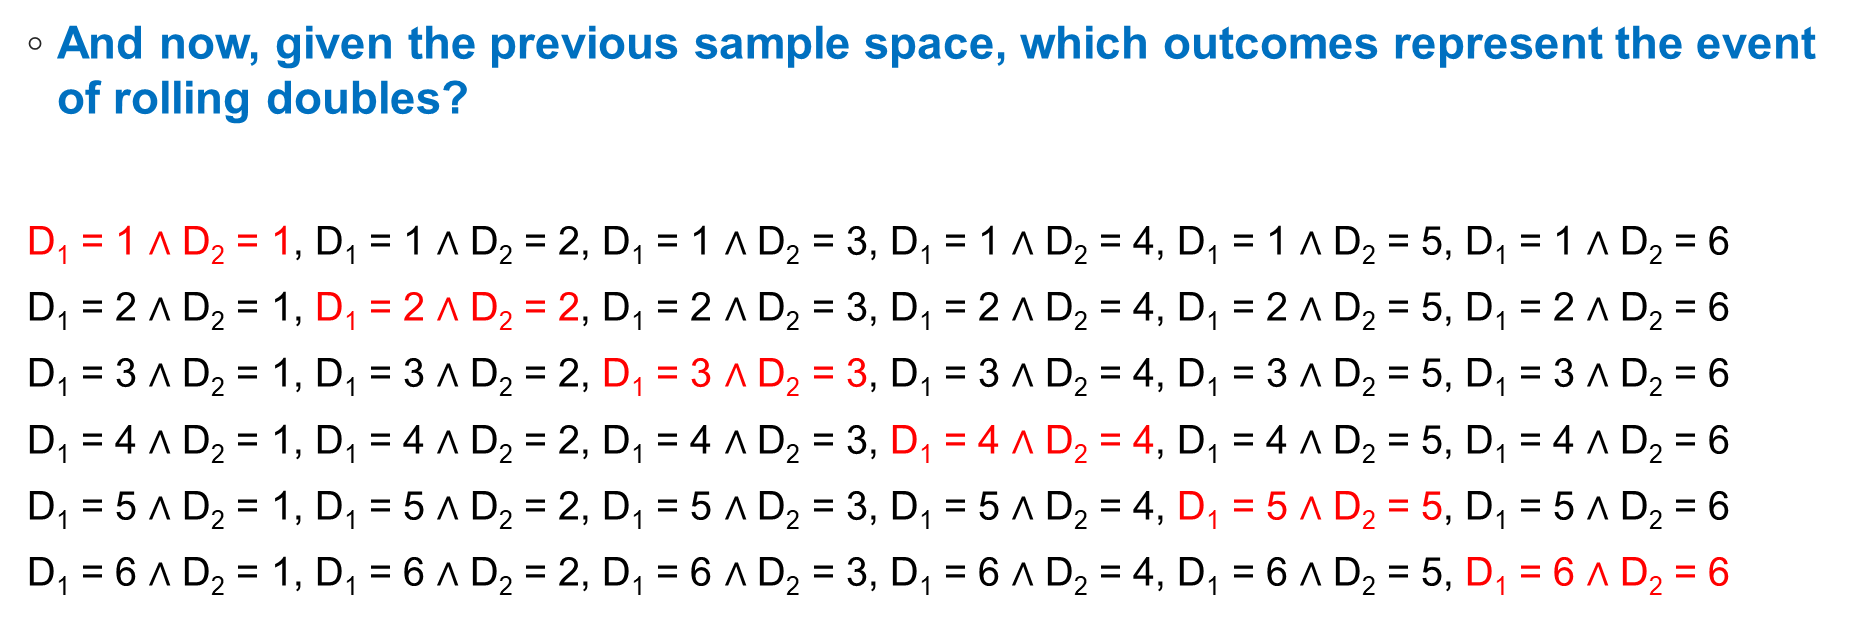 ◦ And now, given the previous sample space, which outcomes represent the event
of rolling doubles?
D₁ = 1 ∧ D₂ = 1, D₁ = 1 ∧ D₂ = 2, D₁ = 1 ∧ D₂ = 3, D₁ = 1 ∧ D₂ = 4, D₁ = 1 ∧ D₂ = 5, D₁ = 1 ∧ D₂ = 6
D₁ = 2 ∧ D₂ = 1, D₁ = 2 ∧ D₂ = 2, D₁ = 2 ∧ D₂ = 3, D₁ = 2 ∧ D₂ = 4, D₁ = 2 ∧ D₂ = 5, D₁ = 2 ∧ D₂ = 6
D₁ = 3 ∧ D₂ = 1, D₁ = 3 ∧ D₂ = 2, D₁ = 3 ∧ D₂ = 3, D₁ = 3 ∧ D₂ = 4, D₁ = 3 ∧ D₂ = 5, D₁ = 3 ∧ D₂ = 6
D₁ = 4 ∧ D₂ = 1, D₁ = 4 ∧ D₂ = 2, D₁ = 4 ∧ D₂ = 3, D₁ = 4 ∧ D₂ = 4, D₁ = 4 ∧ D₂ = 5, D₁ = 4 ∧ D₂ = 6
D₁ = 5 ∧ D₂ = 1, D₁ = 5 ∧ D₂ = 2, D₁ = 5 ∧ D₂ = 3, D₁ = 5 ∧ D₂ = 4, D₁ = 5 ∧ D₂ = 5, D₁ = 5 ∧ D₂ = 6
D₁ = 6 ∧ D₂ = 1, D₁ = 6 ∧ D₂ = 2, D₁ = 6 ∧ D₂ = 3, D₁ = 6 ∧ D₂ = 4, D₁ = 6 ∧ D₂ = 5, D₁ = 6 ∧ D₂ = 6